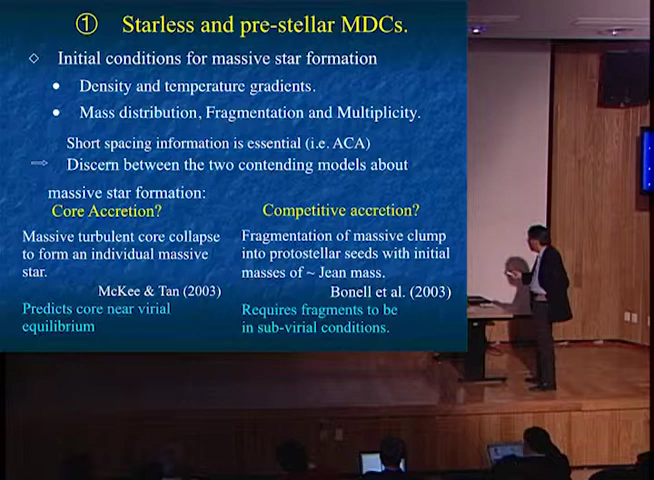 ① Starless and pre-stellar MDCs.
◇ Initial conditions for massive star formation
• Density and temperature gradients.
• Mass distribution, Fragmentation and Multiplicity.
Short spacing information is essential (i.e. ACA)
⇒ Discern between the two contending models about
massive star formation:
Core Accretion?
Massive turbulent core collapse
to form an individual massive
star.
McKee & Tan (2003)
Predicts core near virial
equilibrium
Competitive accretion?
Fragmentation of massive clump
into protostellar seeds with initial
masses of ~ Jean mass.
Bonell et al. (2003)
Requires fragments to be
in sub-virial conditions.